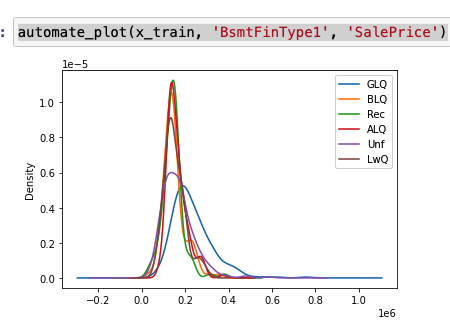 : automate_plot(x_train, 'BsmtFinType1', 'SalePrice')
1e−5
GLQ
BLQ
Rec
ALQ
Unf
LwQ
1.0
0.8
0.6
0.4
0.2
0.0
Density
−0.2 0.0 0.2 0.4 0.6 0.8 1.0
1e6